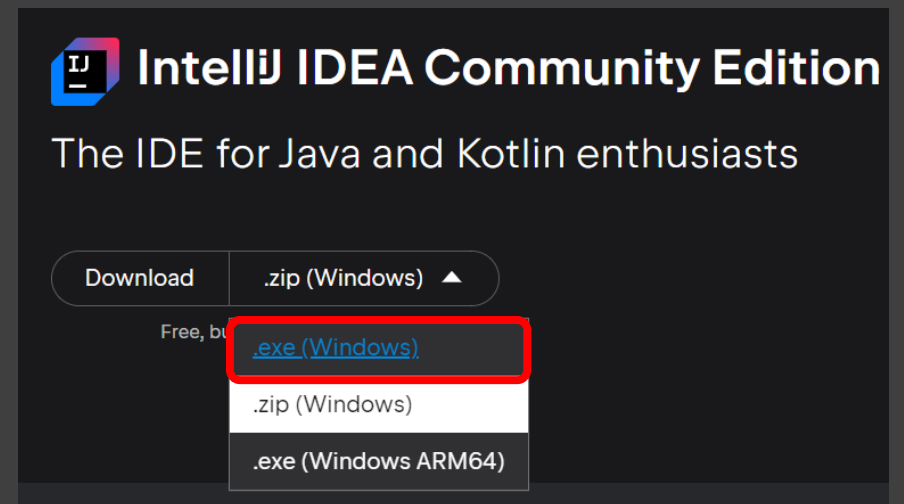 IJ
IntelliJ IDEA Community Edition
The IDE for Java and Kotlin enthusiasts
Download .zip (Windows)
Free,
.exe (Windows)
.zip (Windows)
.exe (Windows ARM64)